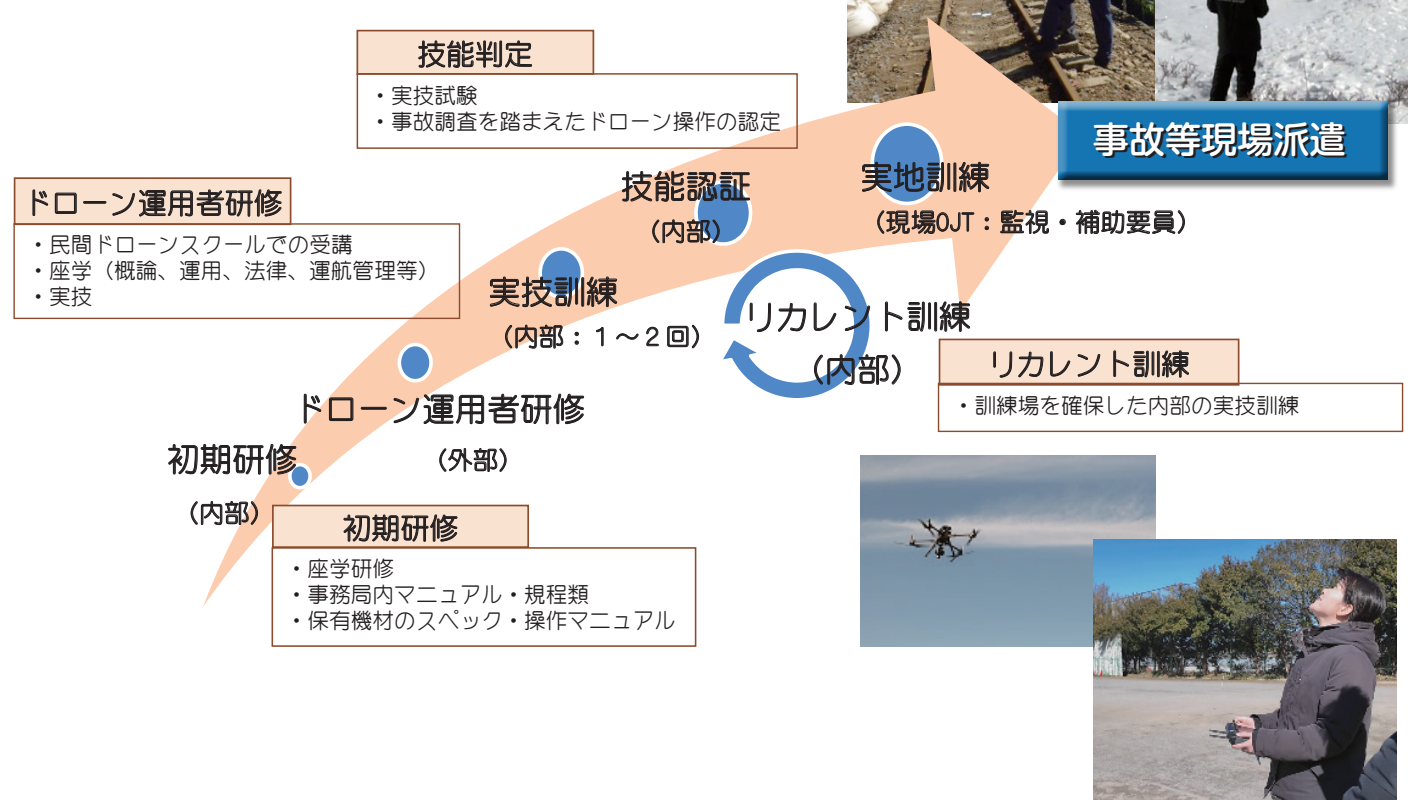 技能判定
・実技試験
・事故調査を踏まえたドローン操作の認定
事故等現場派遣
ドローン運用者研修
・民間ドローンスクールでの受講
・座学（概論、運用、法律、運航管理等）
・実技
実地訓練
（現場OJT：監視・補助要員）
技能認証
（内部）
実技訓練
（内部：１～２回）
リカレント訓練
（内部）
リカレント訓練
・訓練場を確保した内部の実技訓練
ドローン運用者研修
（外部）
初期研修
（内部）
初期研修
・座学研修
・事務局内マニュアル・規程類
・保有機材のスペック・操作マニュアル